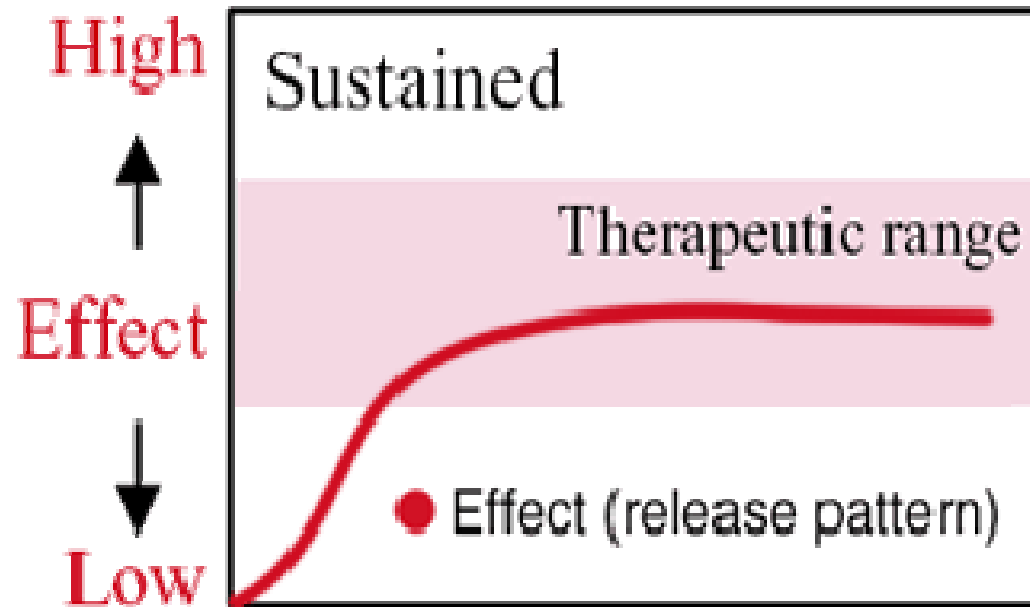 High
Sustained
Therapeutic range
Effect
Effect (release pattern)
Low